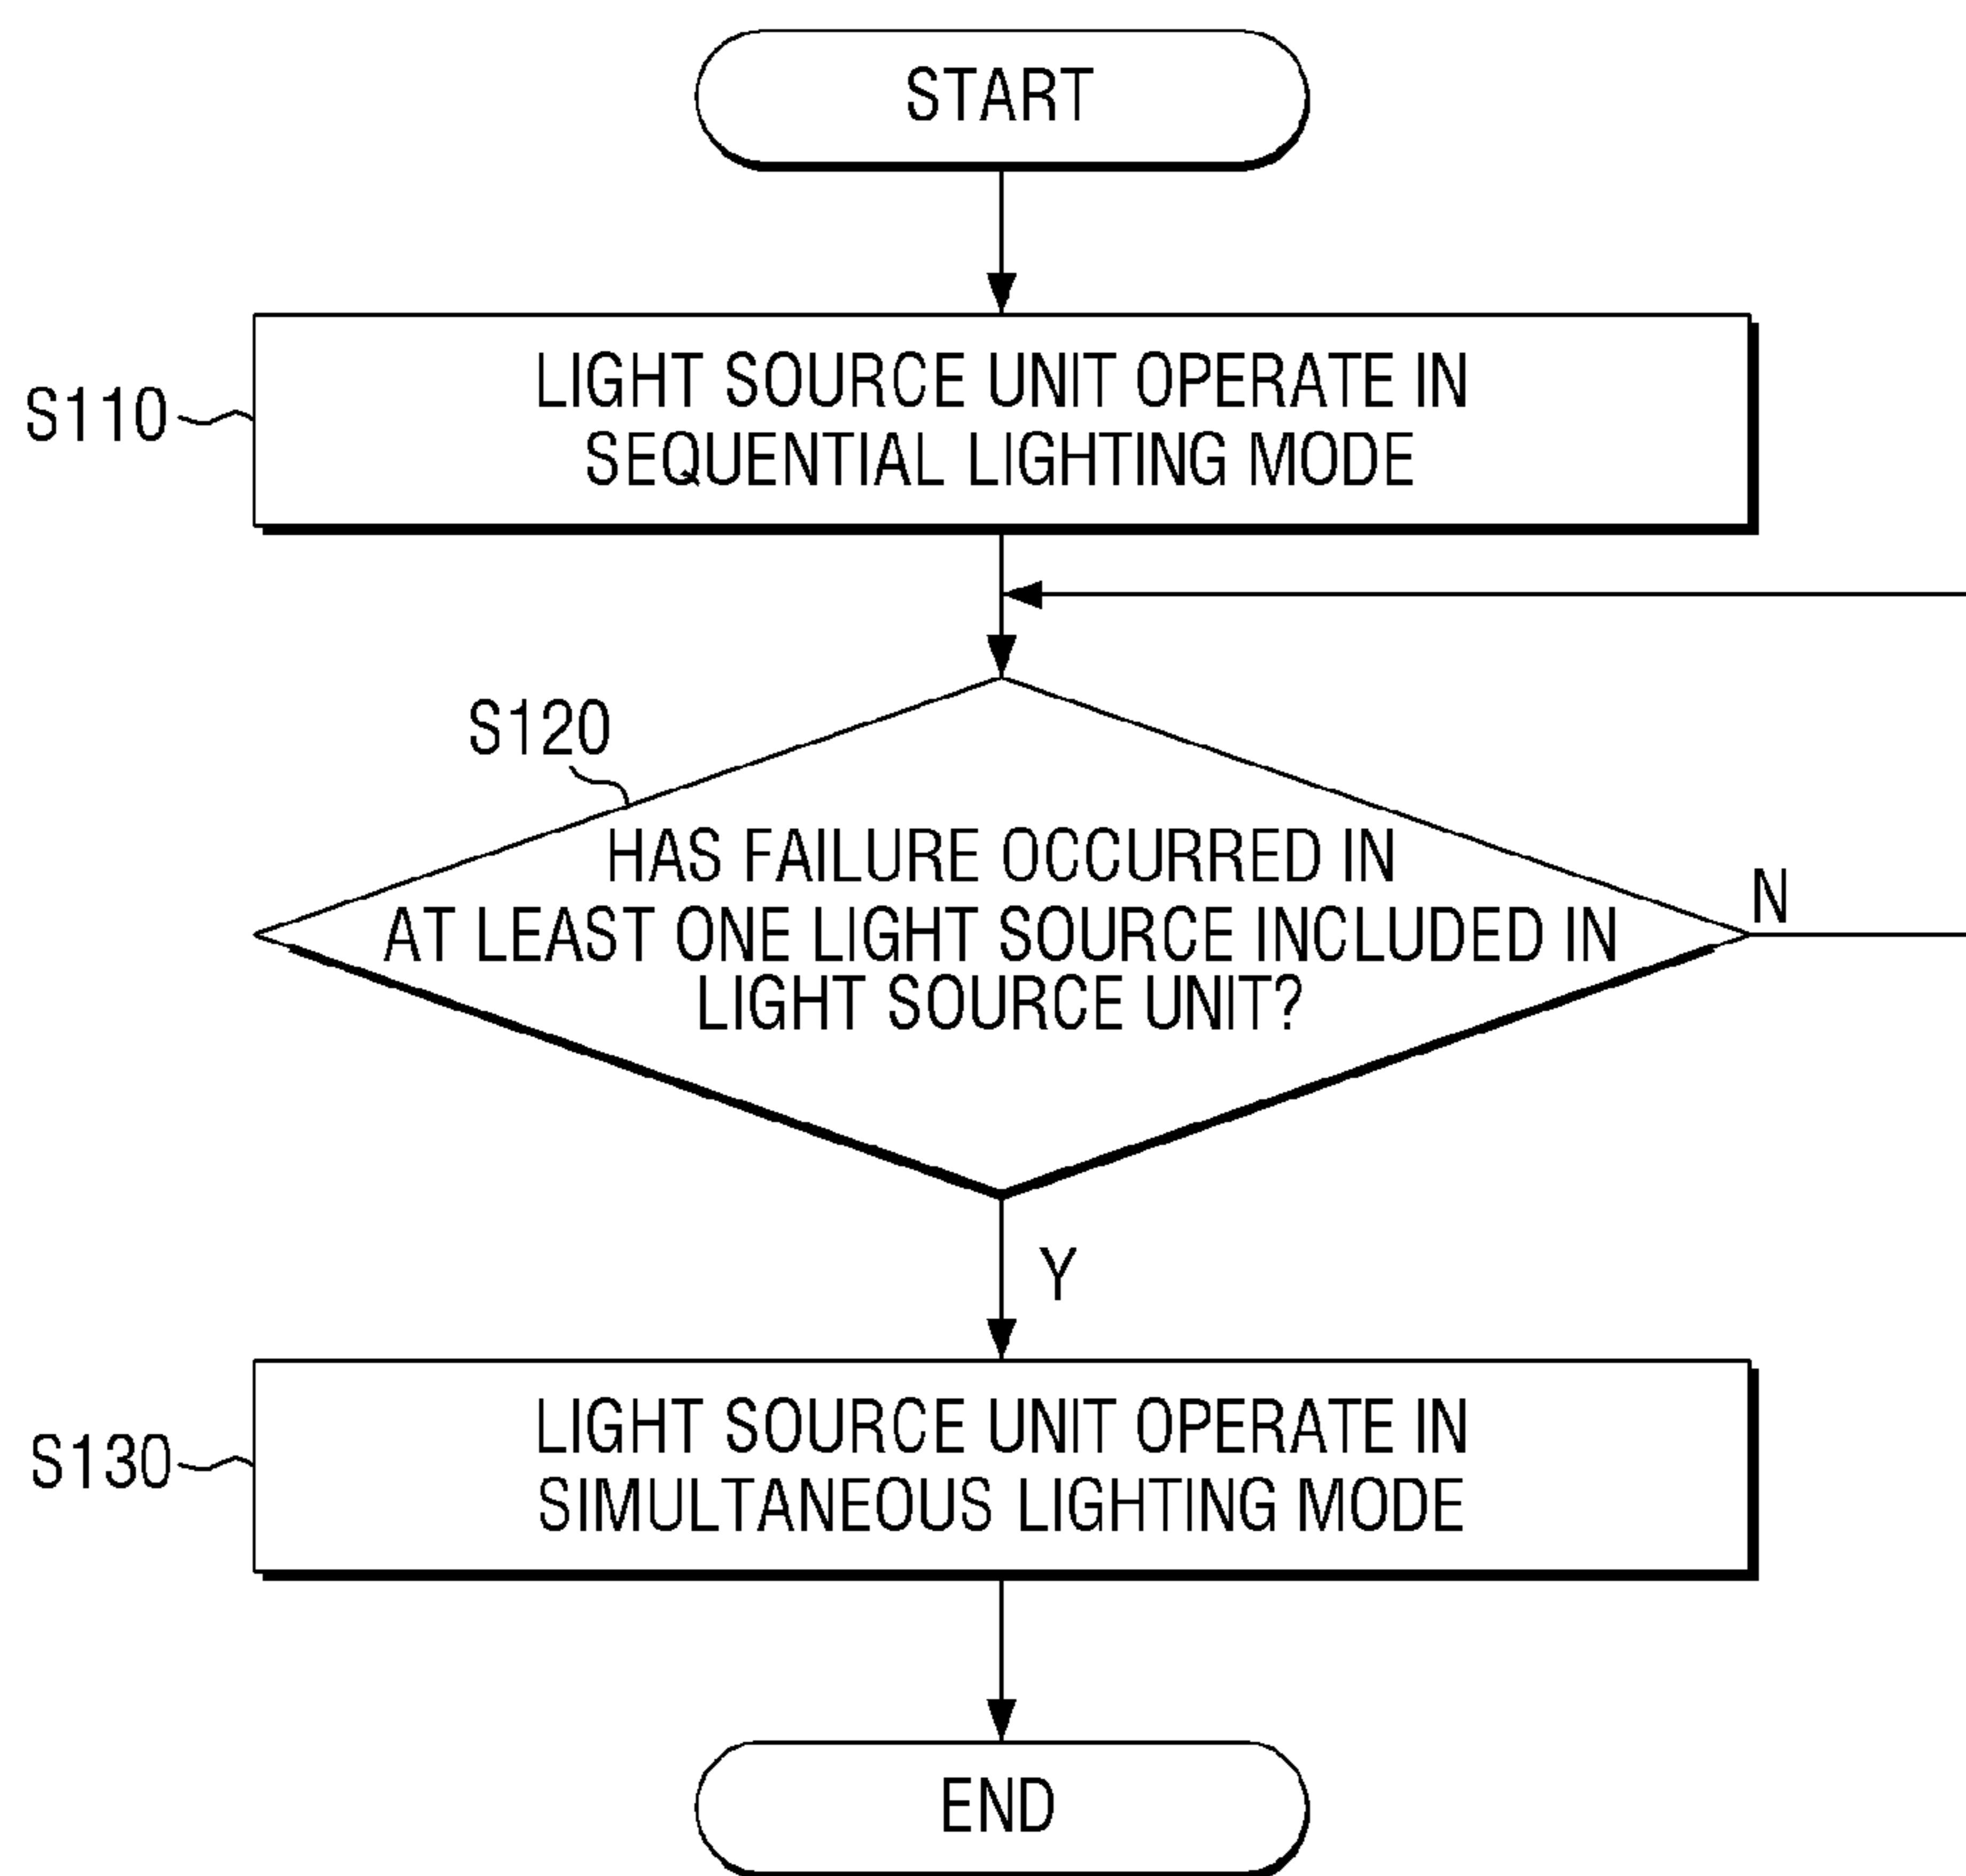 START
S110
LIGHT SOURCE UNIT OPERATE IN
SEQUENTIAL LIGHTING MODE
S120
HAS FAILURE OCCURRED IN
AT LEAST ONE LIGHT SOURCE INCLUDED IN
LIGHT SOURCE UNIT?
N
Y
S130
LIGHT SOURCE UNIT OPERATE IN
SIMULTANEOUS LIGHTING MODE
END